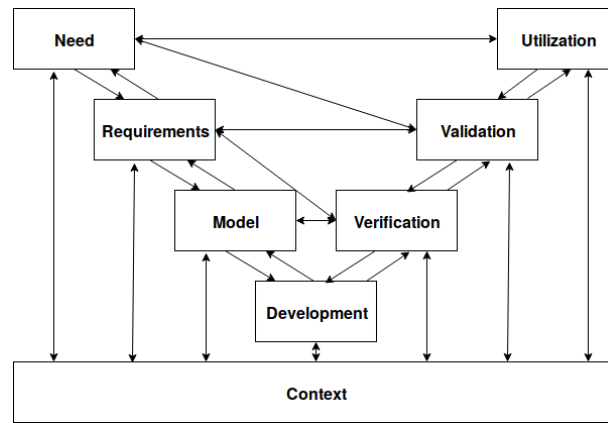 Need
Utilization
Requirements
Validation
Model
Verification
Development
Context